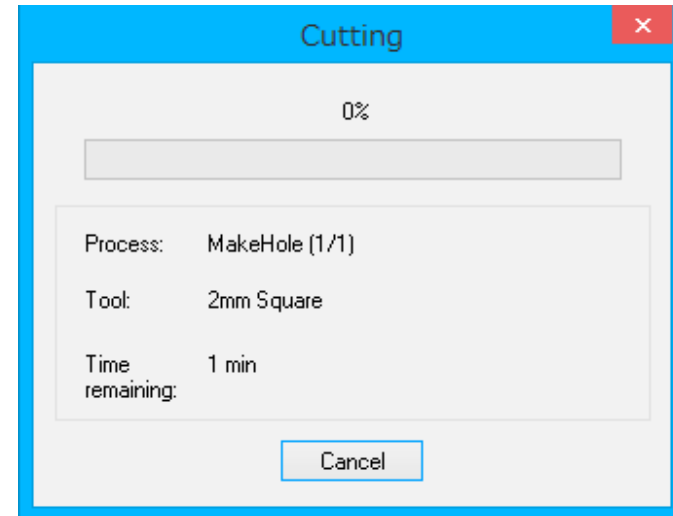 Cutting
0%
Process: MakeHole (1/1)
Tool: 2mm Square
Time remaining: 1 min
Cancel